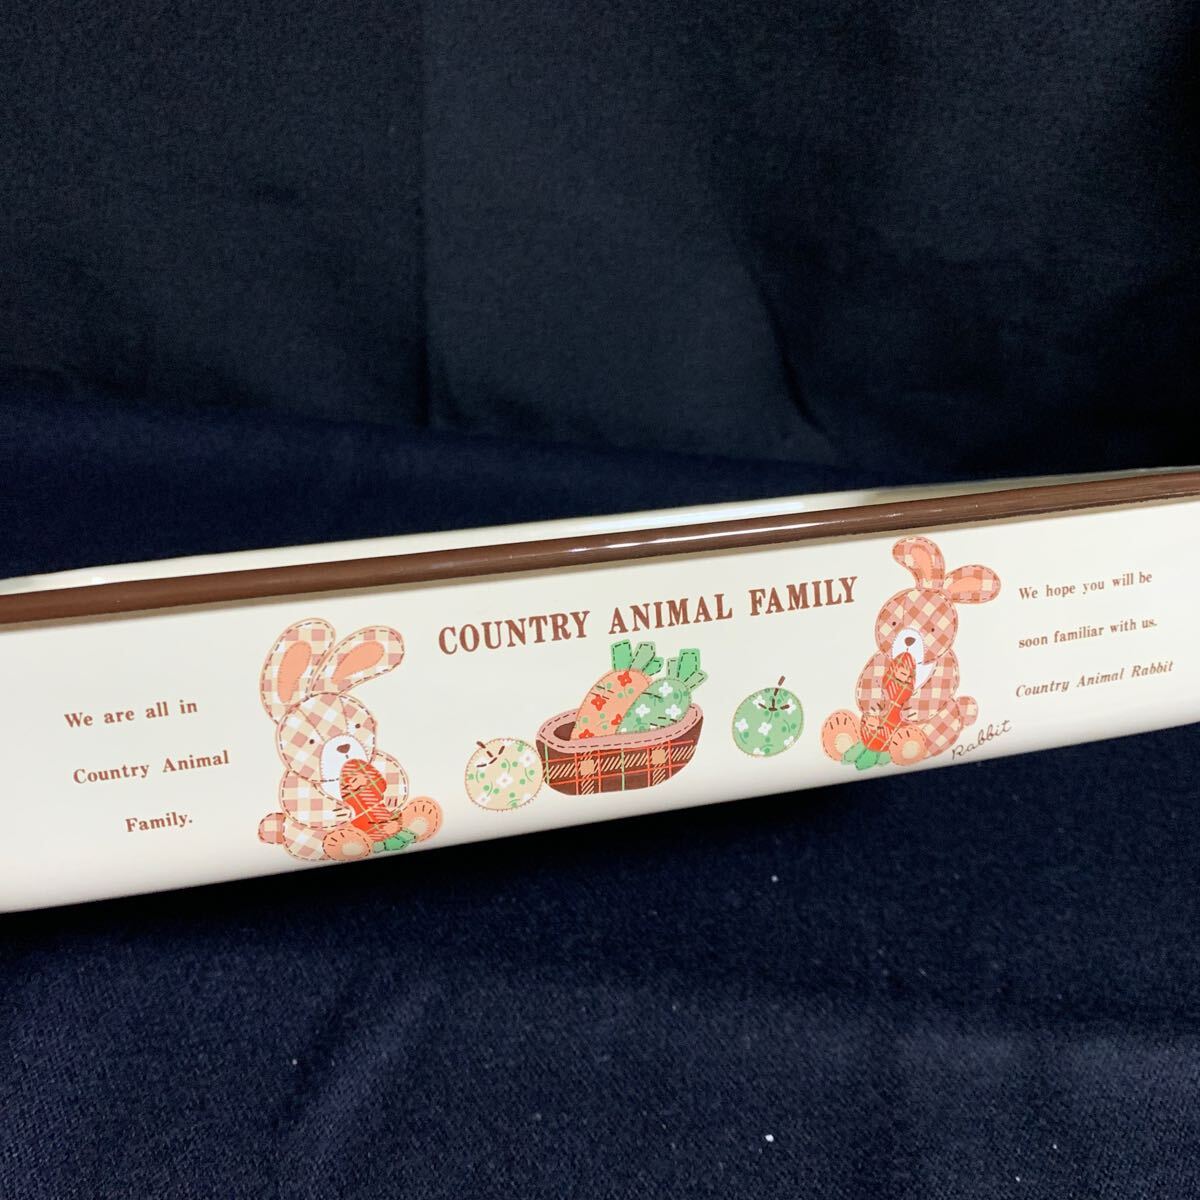 COUNTRY ANIMAL FAMILY
We are all in
Country Animal
Family.
We hope you will be
soon familiar with us.
Country Animal Rabbit
Rabbit